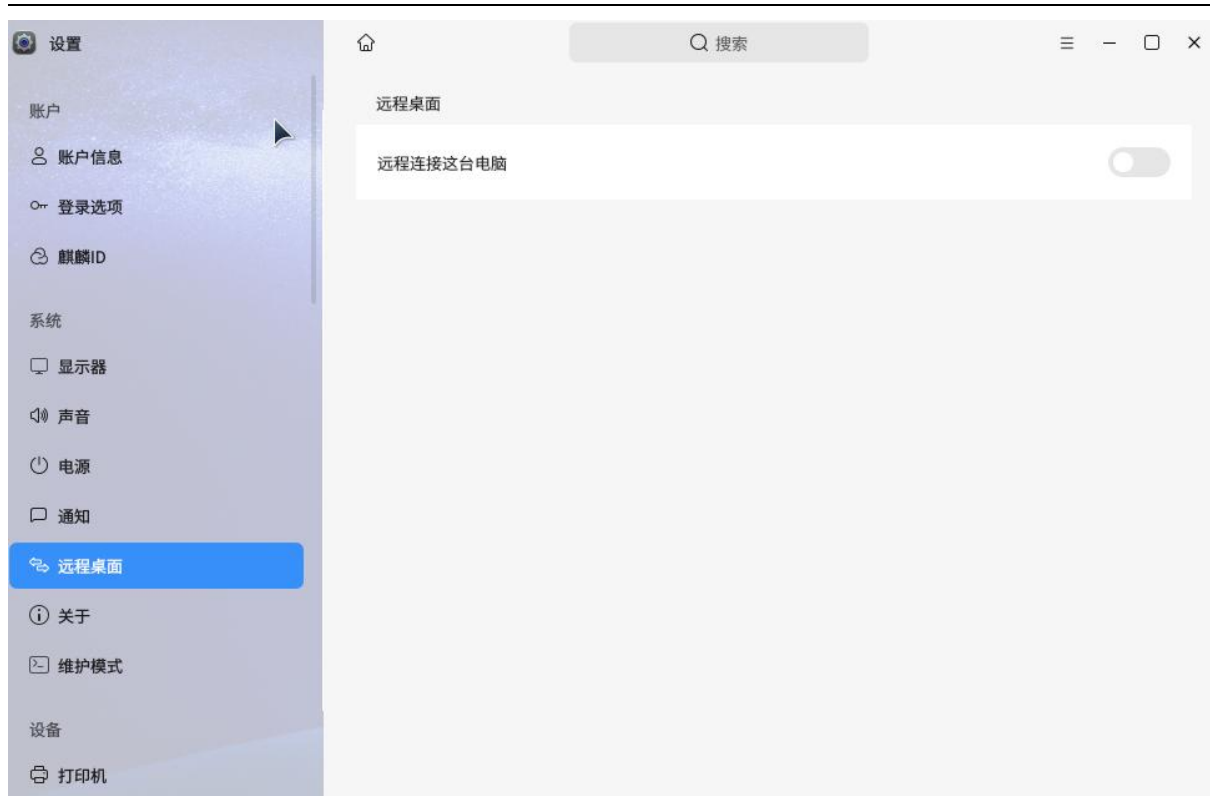 设置
搜索
账户
账户信息
登录选项
麒麟ID
系统
显示器
声音
电源
通知
远程桌面
关于
维护模式
设备
打印机
远程桌面
远程连接这台电脑